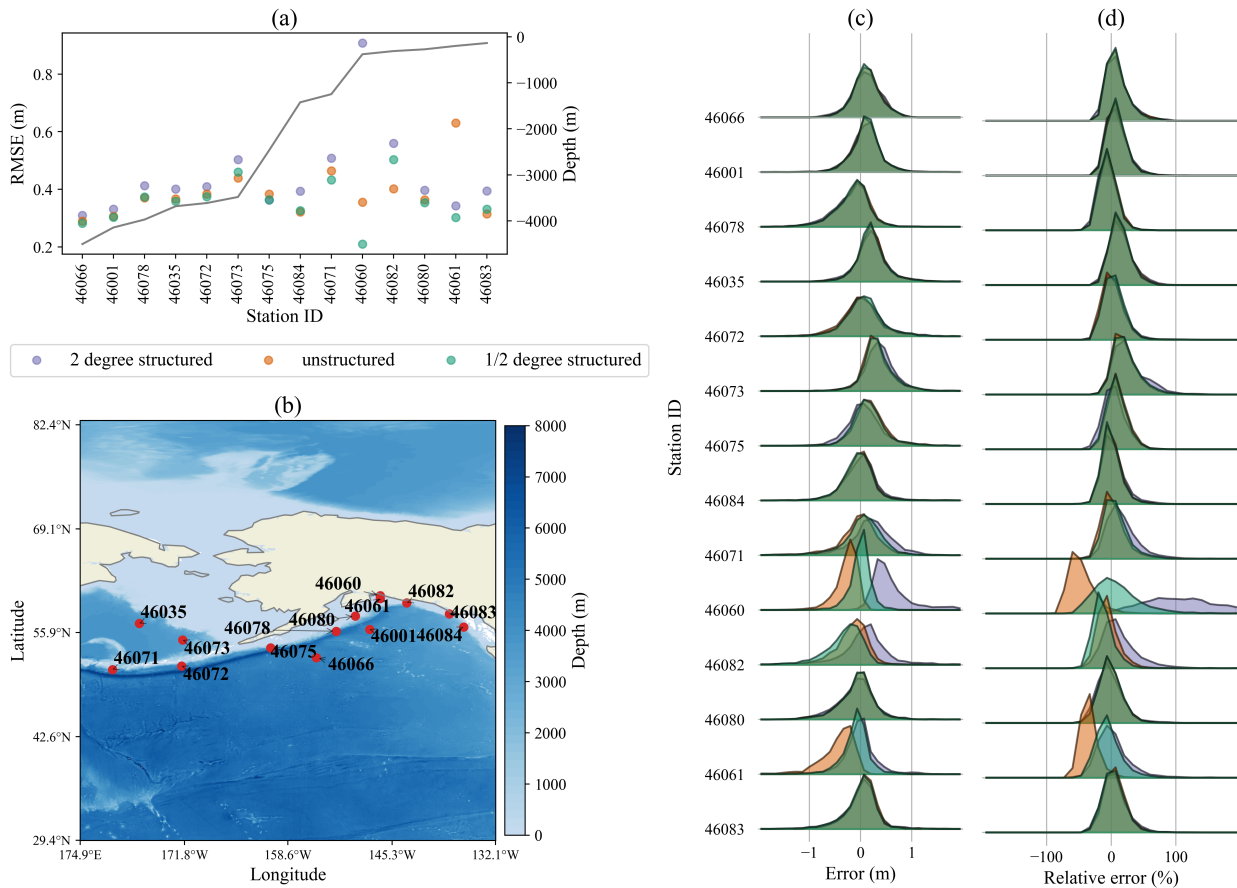 (a)
RMSE (m)
0.8
0.6
0.4
0.2
0
−1000
−2000
−3000
−4000
Depth (m)
46066
46001
46078
46035
46072
46073
46075
46084
46071
46060
46082
46080
46061
46083
Station ID
2 degree structured
unstructured
1/2 degree structured
(b)
Latitude
82.4°N
69.1°N
55.9°N
42.6°N
29.4°N
46060
46082
46035
46061
46083
46080
46078
46001
46084
46073
46071
46075
46066
46072
174.9°E
171.8°W
158.6°W
145.3°W
132.1°W
Longitude
8000
7000
6000
5000
4000
3000
2000
1000
0
Depth (m)
(c)
Station ID
46066
46001
46078
46035
46072
46073
46075
46084
46071
46060
46082
46080
46061
46083
−1
0
1
Error (m)
(d)
−100
0
100
Relative error (%)